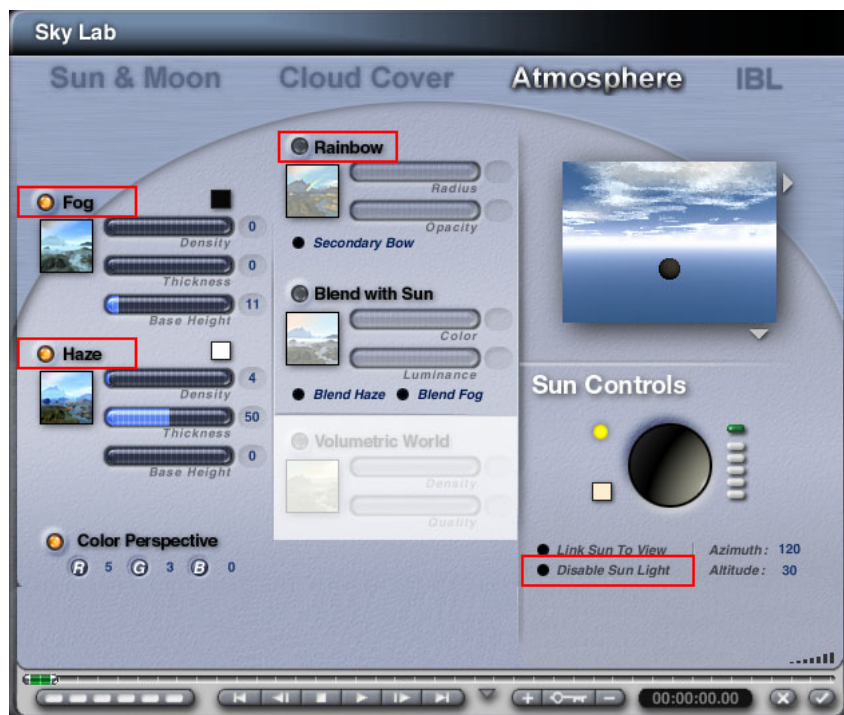 Sky Lab
Sun & Moon Cloud Cover Atmosphere IBL
Fog
0
Density
0
Thickness
11
Base Height
Haze
4
Density
50
Thickness
0
Base Height
Color Perspective
R 5 G 3 B 0
Rainbow
Radius
Opacity
Secondary Bow
Blend with Sun
Color
Luminance
Blend Haze Blend Fog
Volumetric World
Density
Quality
Sun Controls
Link Sun To View Azimuth: 120
Disable Sun Light Altitude: 30
00:00:00.00